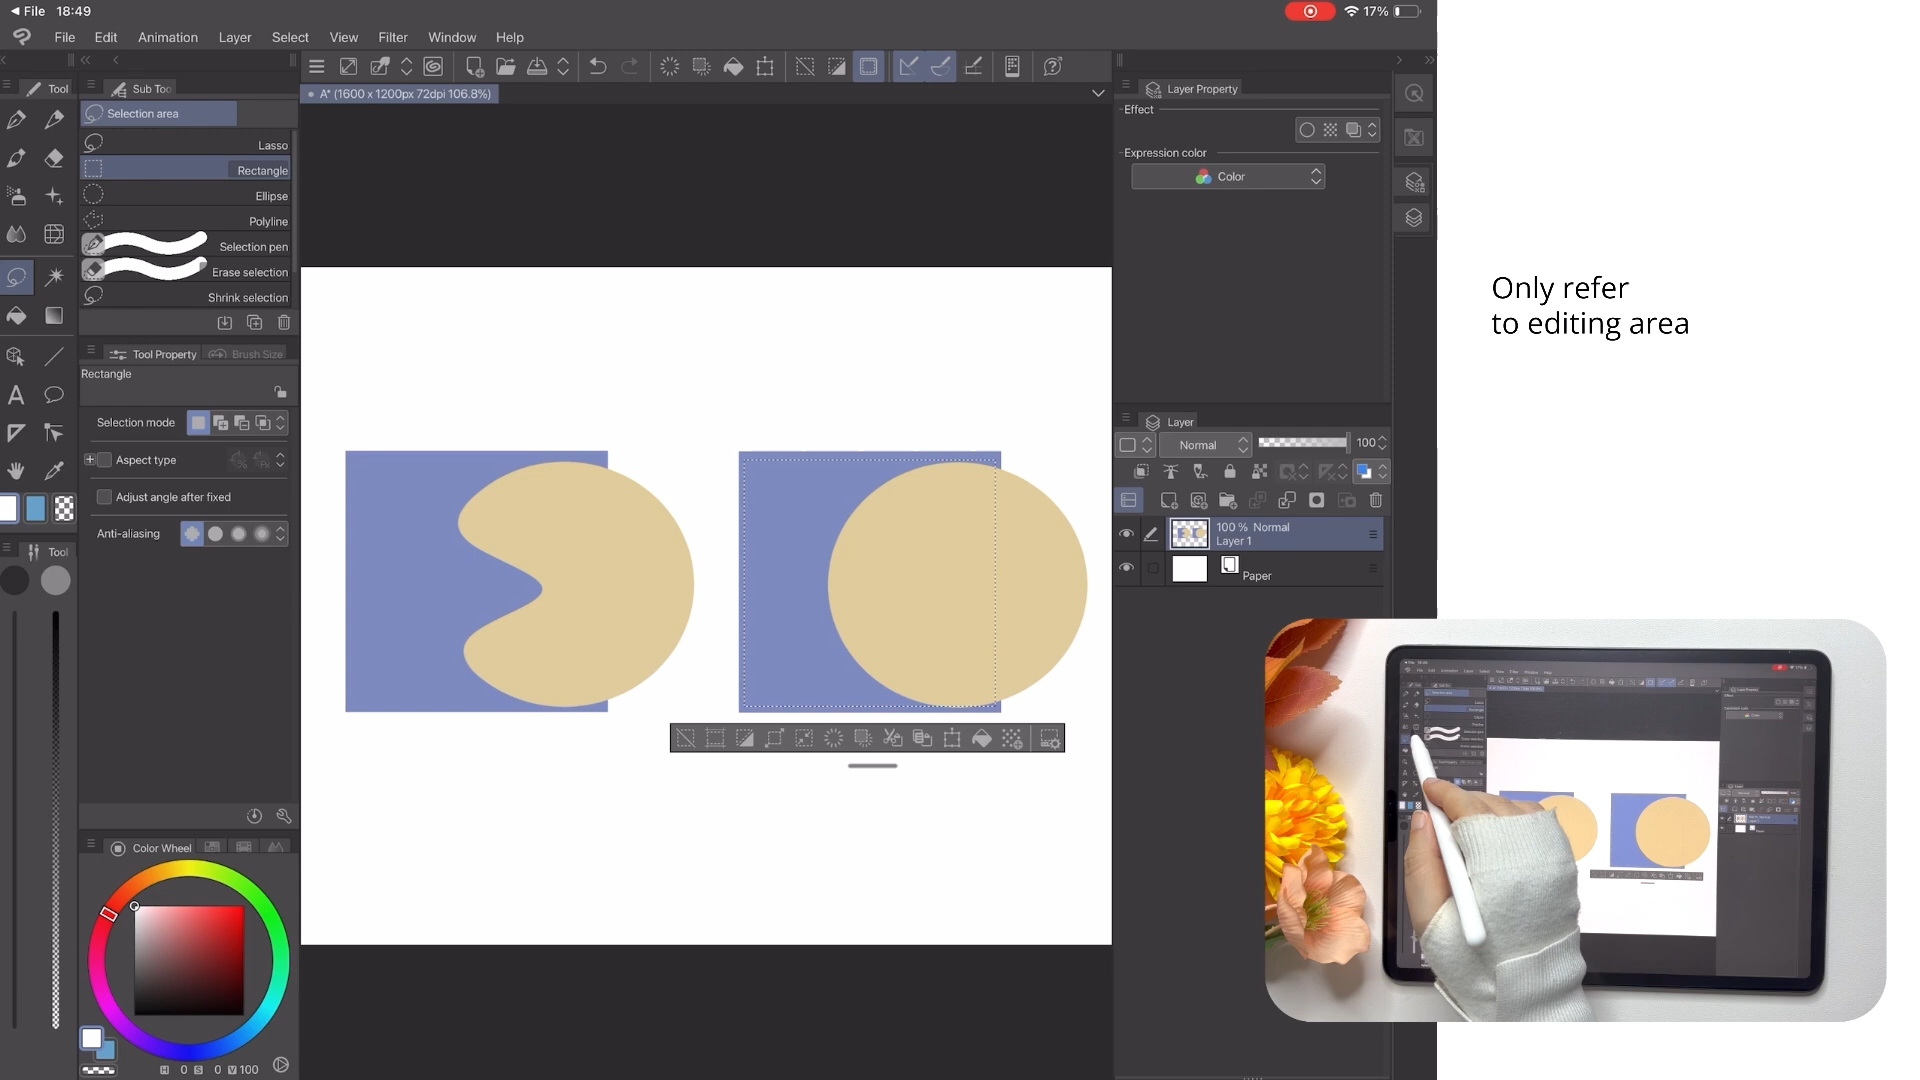 ◀ File 18:49
17%
File Edit Animation Layer Select View Filter Window Help
Tool
Sub Too
A* (1600 x 1200px 72dpi 106.8%)
Selection area
Lasso
Rectangle
Ellipse
Polyline
Selection pen
Erase selection
Shrink selection
Tool Property Brush Size
Rectangle
Selection mode
Aspect type
Adjust angle after fixed
Anti-aliasing
Tool
Color Wheel
H 0 S 0 V 100
Layer Property
Effect
Expression color
Color
Layer
Normal 100
100 % Normal
Layer 1
Paper
Only refer
to editing area